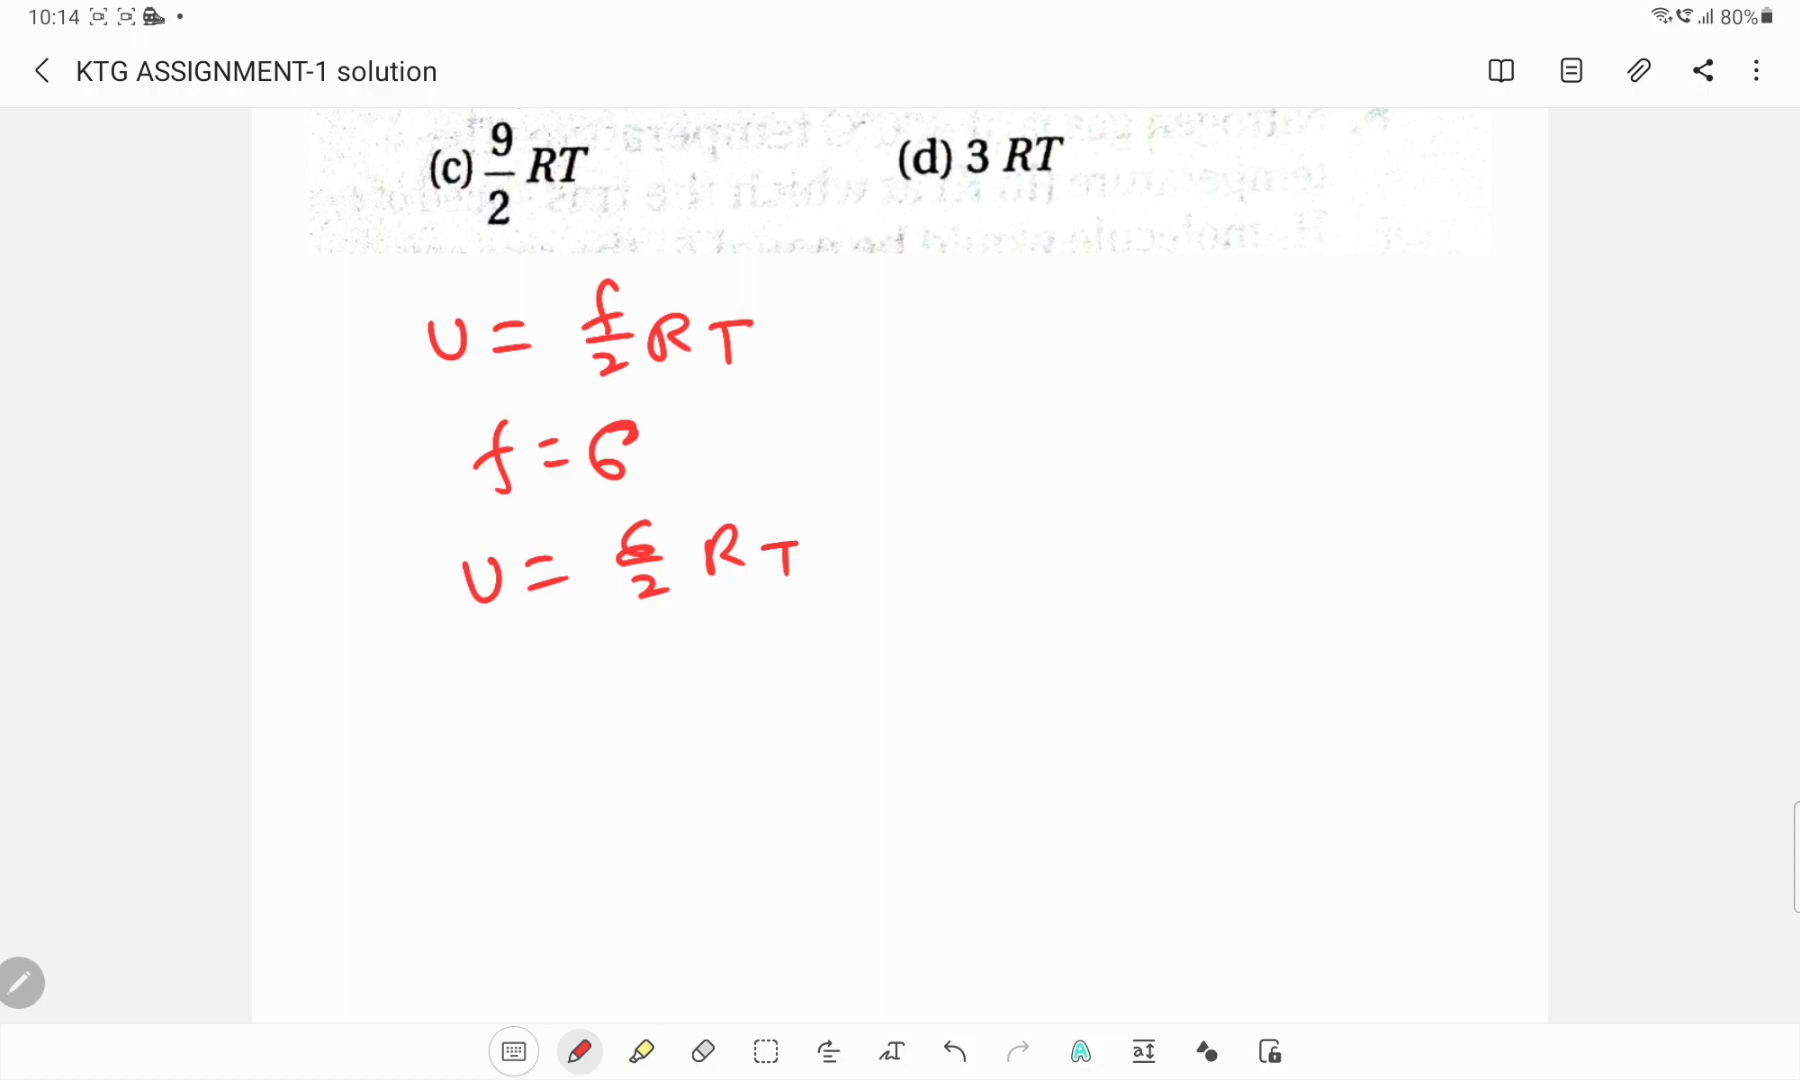 10:14 80%
KTG ASSIGNMENT-1 solution
(c) 9/2 RT (d) 3 RT
U = f/2 RT
f = 6
U = 6/2 RT